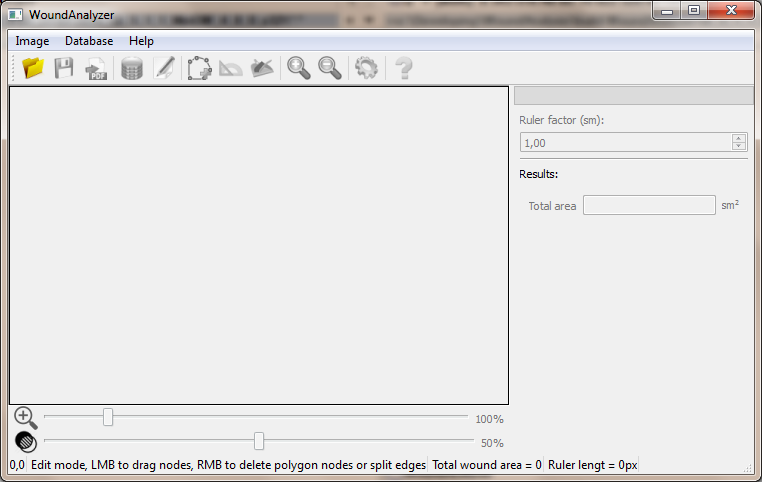 WoundAnalyzer
Image Database Help
PDF
Ruler factor (sm):
1,00
Results:
Total area sm²
100%
50%
0,0 Edit mode, LMB to drag nodes, RMB to delete polygon nodes or split edges Total wound area = 0 Ruler lengt = 0px